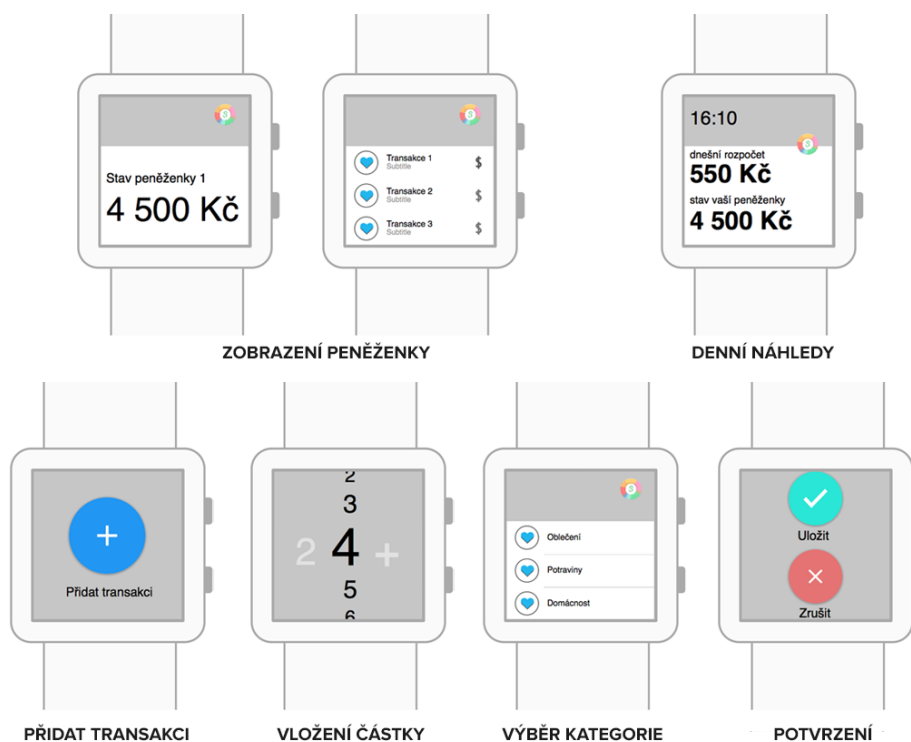 Stav peněženky 1
4 500 Kč
Transakce 1
Subtitle
$
Transakce 2
Subtitle
$
Transakce 3
Subtitle
$
16:10
dnešní rozpočet
550 Kč
stav vaší peněženky
4 500 Kč
ZOBRAZENÍ PENĚŽENKY
DENNÍ NÁHLEDY
+
Přidat transakci
2
3
2 4 +
5
6
Oblečení
Potraviny
Domácnost
Uložit
Zrušit
PŘIDAT TRANSAKCI
VLOŽENÍ ČÁSTKY
VÝBĚR KATEGORIE
POTVRZENÍ